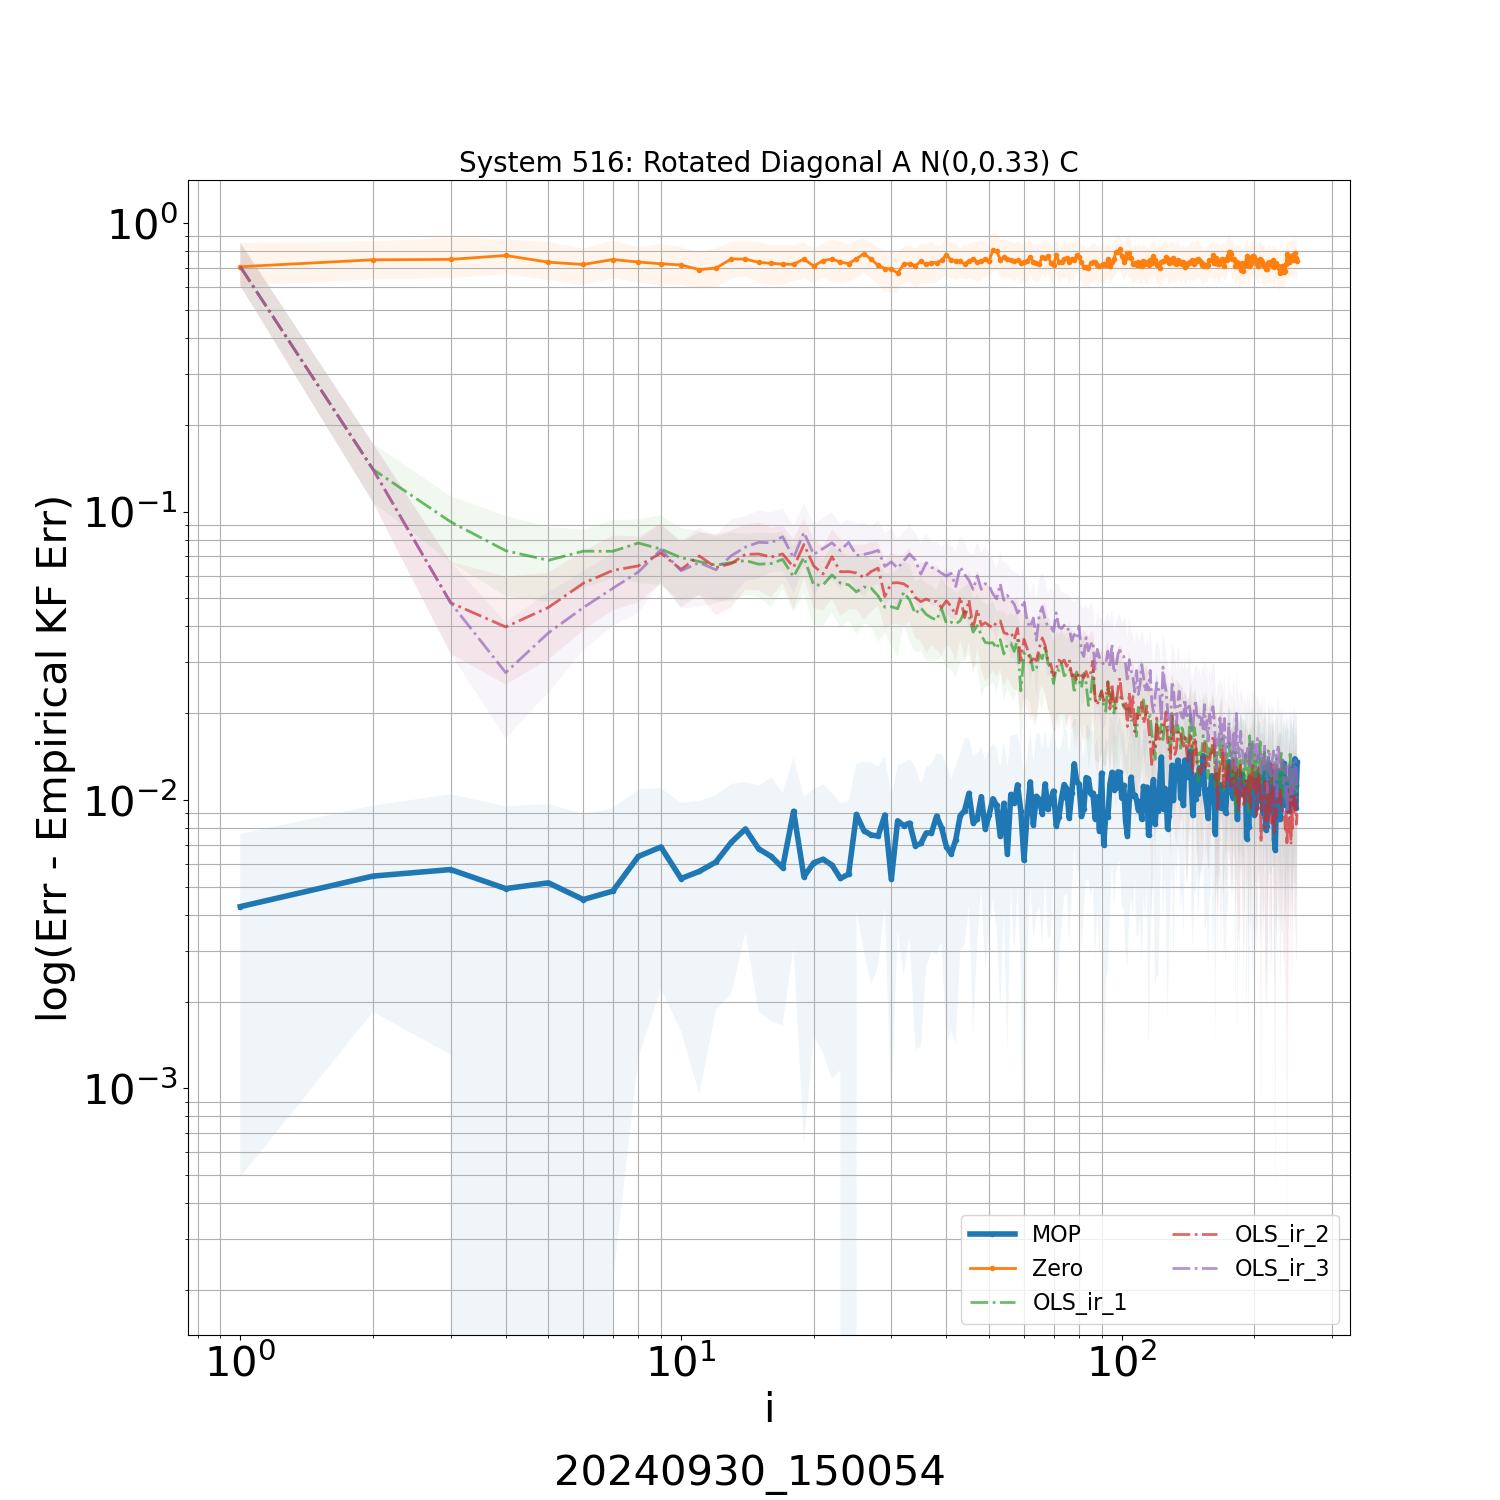 System 516: Rotated Diagonal A N(0,0.33) C
log(Err - Empirical KF Err)
10^0
10^-1
10^-2
10^-3
MOP
Zero
OLS_ir_1
OLS_ir_2
OLS_ir_3
10^0
10^1
10^2
i
20240930_150054